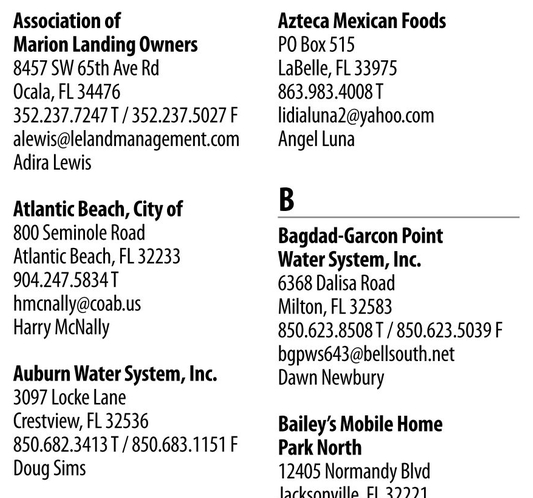 Association of
Marion Landing Owners
8457 SW 65th Ave Rd
Ocala, FL 34476
352.237.7247 T / 352.237.5027 F
alewis@lelandmanagement.com
Adira Lewis
Atlantic Beach, City of
800 Seminole Road
Atlantic Beach, FL 32233
904.247.5834 T
hmcnally@coab.us
Harry McNally
Auburn Water System, Inc.
3097 Locke Lane
Crestview, FL 32536
850.682.3413 T / 850.683.1151 F
Doug Sims
Azteca Mexican Foods
PO Box 515
LaBelle, FL 33975
863.983.4008 T
lidialuna2@yahoo.com
Angel Luna
B
Bagdad-Garcon Point
Water System, Inc.
6368 Dalisa Road
Milton, FL 32583
850.623.8508 T / 850.623.5039 F
bgpws643@bellsouth.net
Dawn Newbury
Bailey's Mobile Home
Park North
12405 Normandy Blvd
Jacksonville, FL 32221